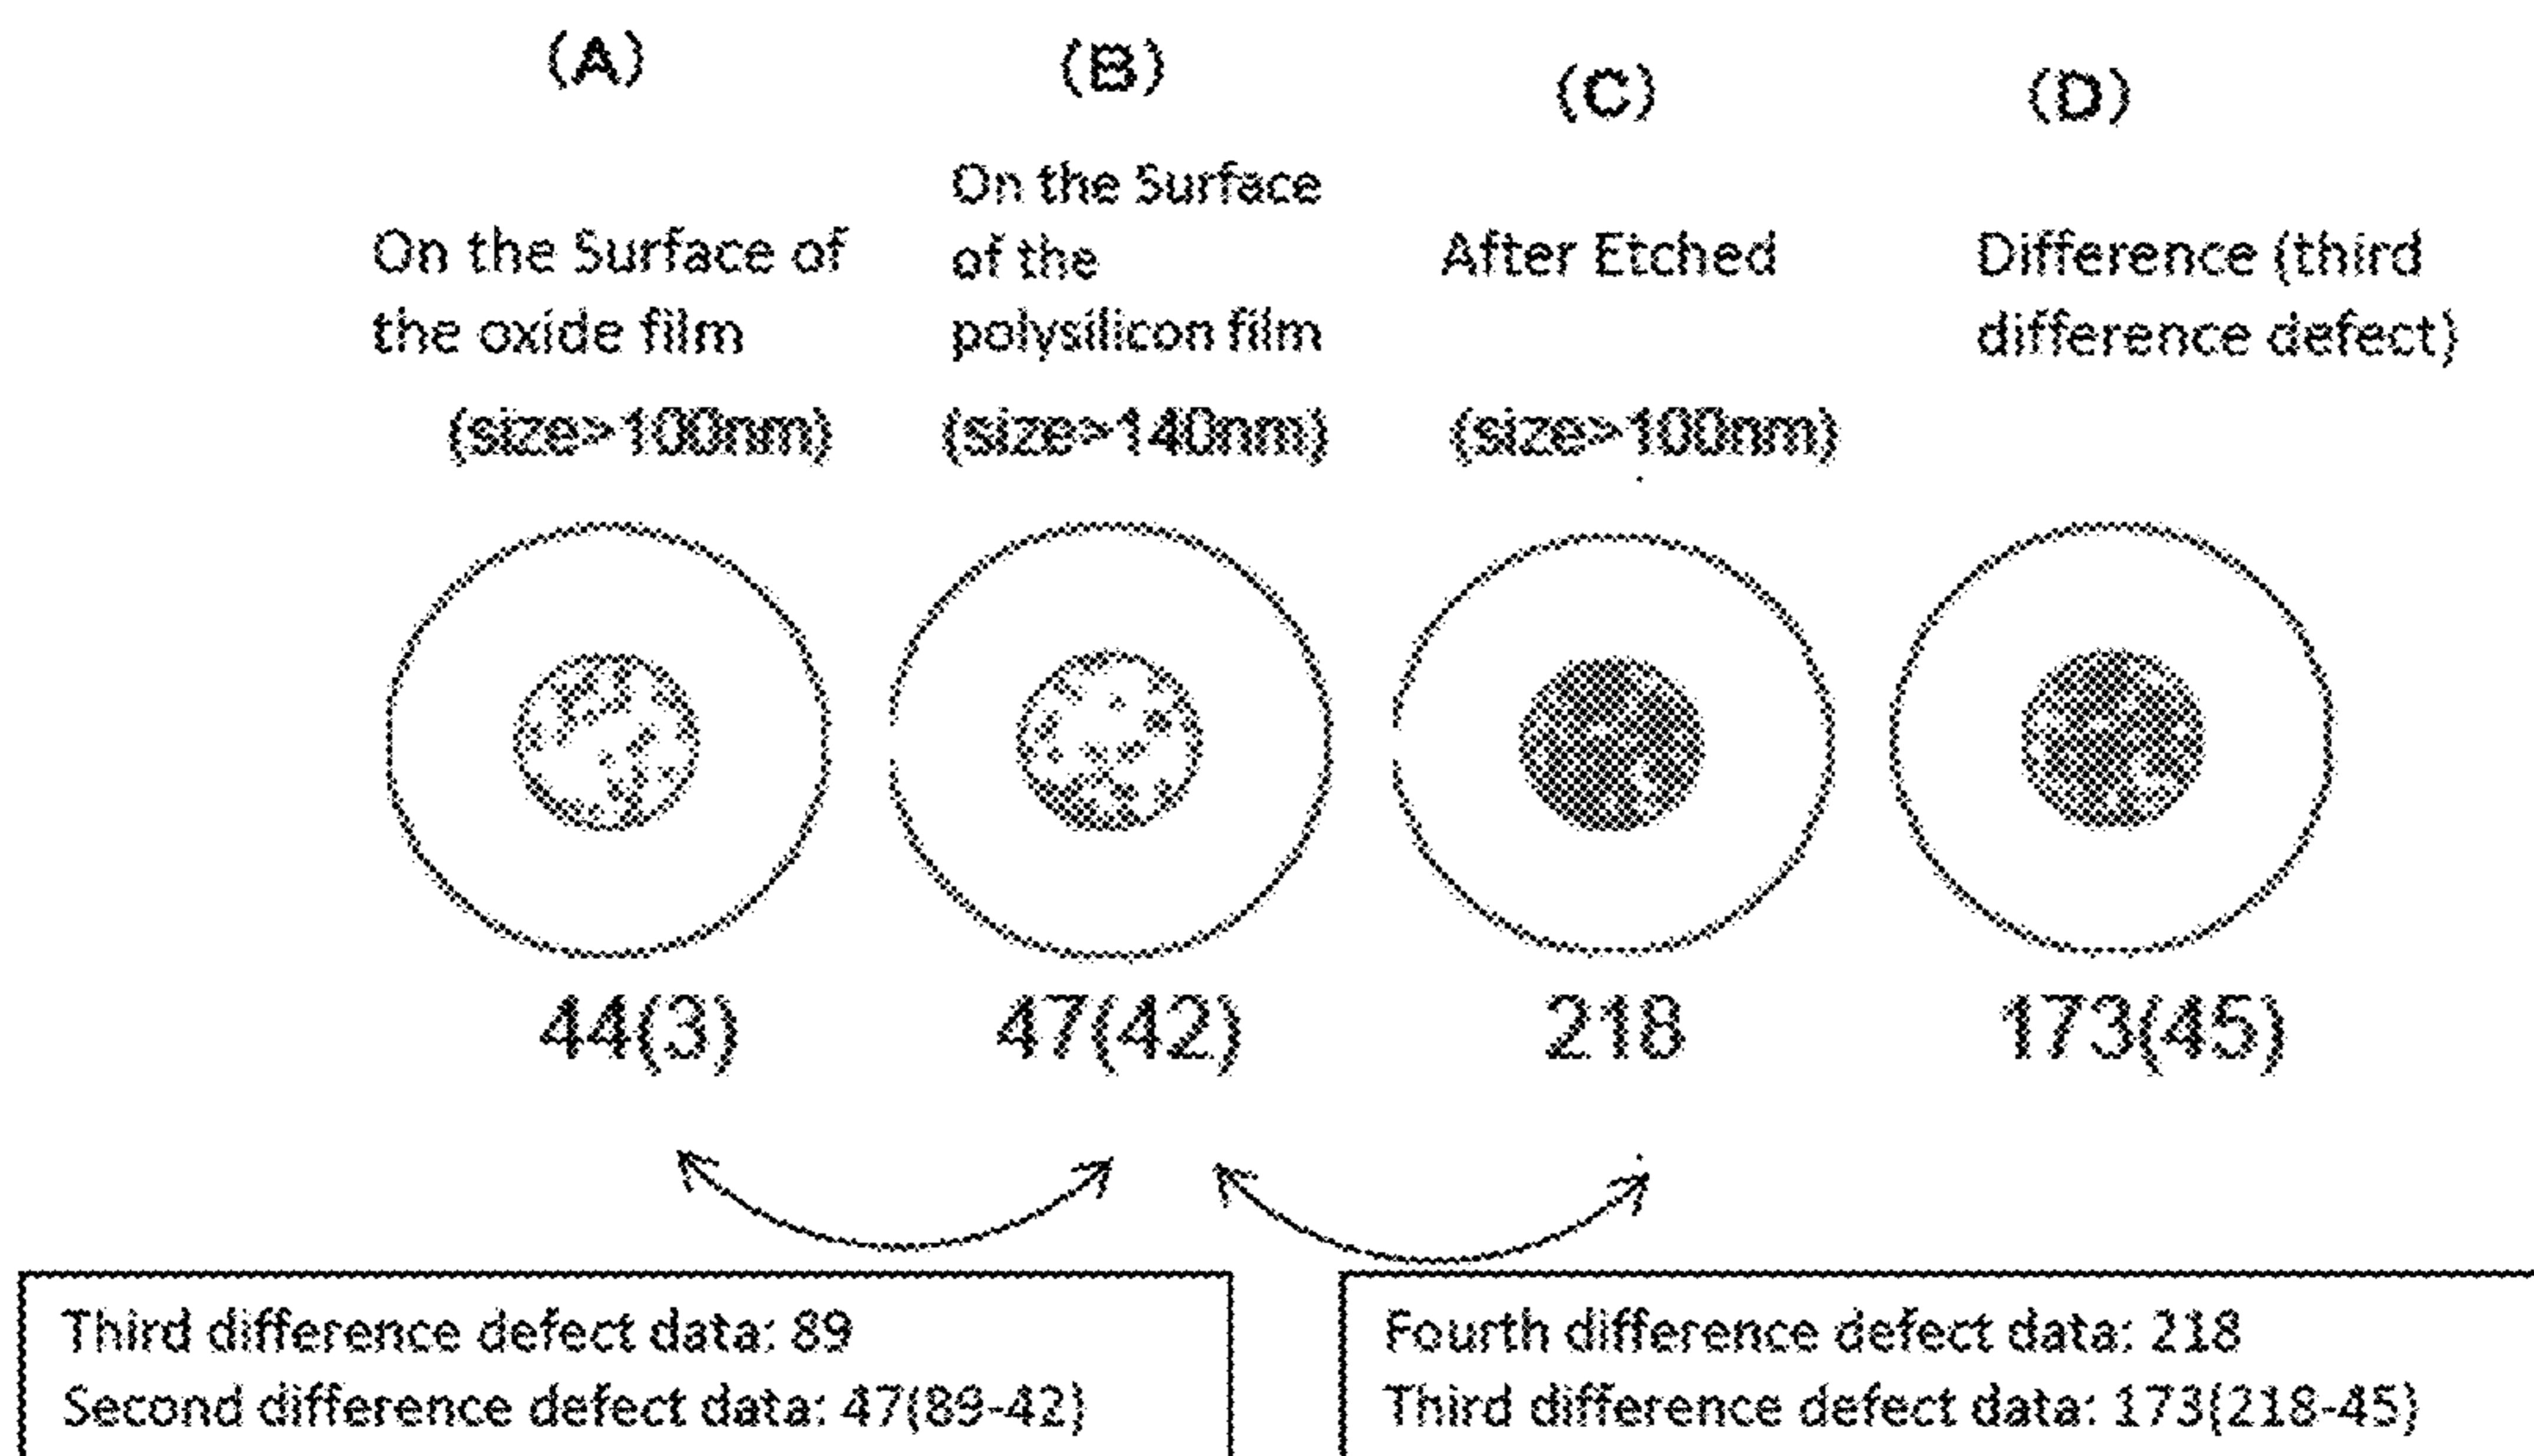 (A)
(B)
(C)
(D)
On the Surface of
the oxide film
(size>100nm)
On the Surface
of the
polysilicon film
(size>140nm)
After Etched
(size>100nm)
Difference (third
difference defect)
44(3)
47(42)
218
173(45)
Third difference defect data: 89
Second difference defect data: 47(89-42)
Fourth difference defect data: 218
Third difference defect data: 173(218-45)